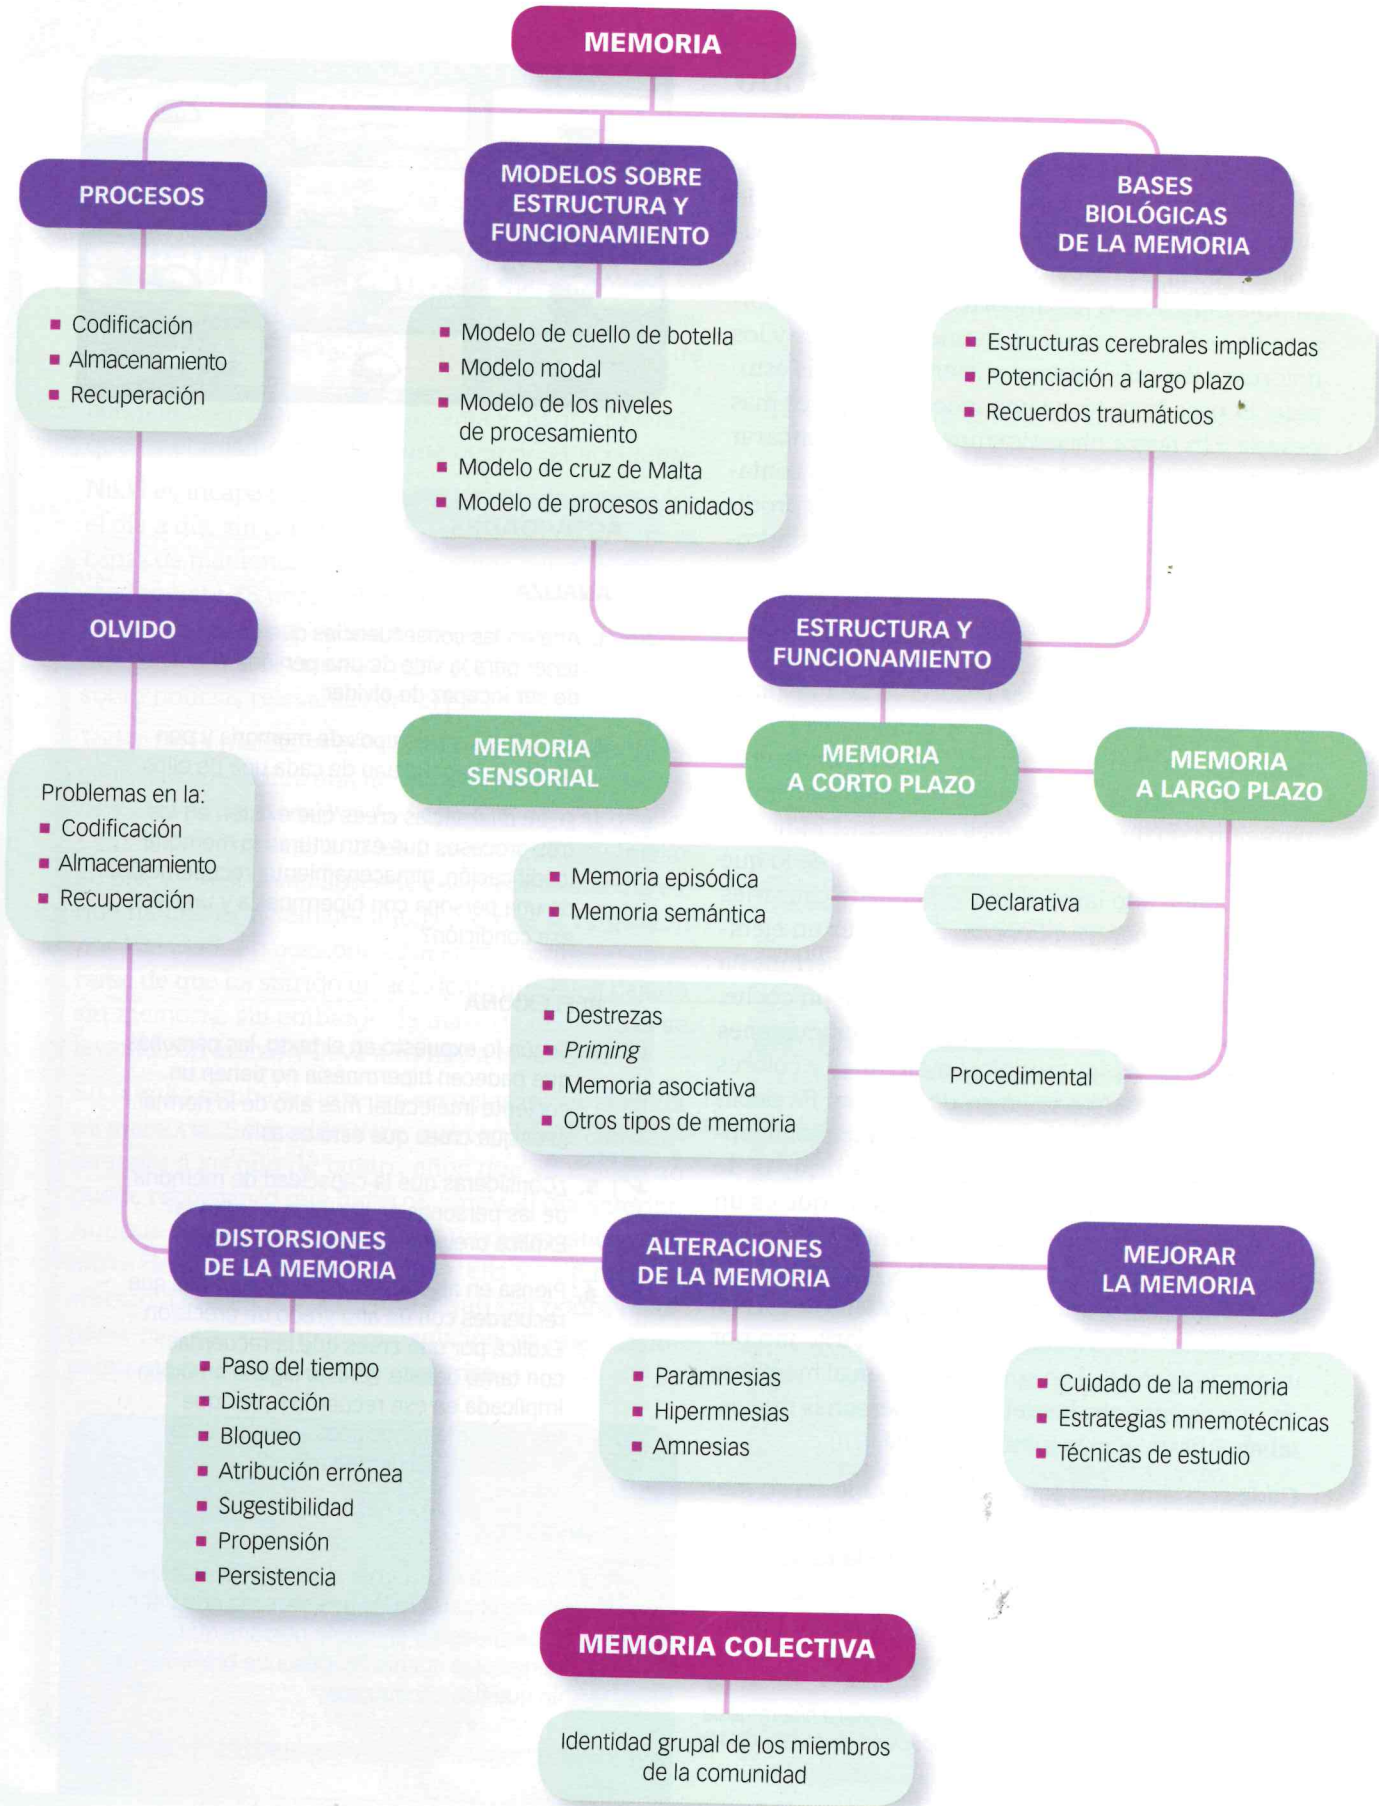 MEMORIA
PROCESOS
MODELOS SOBRE
ESTRUCTURA Y
FUNCIONAMIENTO
BASES
BIOLÓGICAS
DE LA MEMORIA
▪ Codificación
▪ Almacenamiento
▪ Recuperación
▪ Modelo de cuello de botella
▪ Modelo modal
▪ Modelo de los niveles
de procesamiento
▪ Modelo de cruz de Malta
▪ Modelo de procesos anidados
▪ Estructuras cerebrales implicadas
▪ Potenciación a largo plazo
▪ Recuerdos traumáticos
OLVIDO
ESTRUCTURA Y
FUNCIONAMIENTO
MEMORIA
SENSORIAL
MEMORIA
A CORTO PLAZO
MEMORIA
A LARGO PLAZO
Problemas en la:
▪ Codificación
▪ Almacenamiento
▪ Recuperación
▪ Memoria episódica
▪ Memoria semántica
Declarativa
▪ Destrezas
▪ Priming
▪ Memoria asociativa
▪ Otros tipos de memoria
Procedimental
DISTORSIONES
DE LA MEMORIA
ALTERACIONES
DE LA MEMORIA
MEJORAR
LA MEMORIA
▪ Paso del tiempo
▪ Distracción
▪ Bloqueo
▪ Atribución errónea
▪ Sugestibilidad
▪ Propensión
▪ Persistencia
▪ Paramnesias
▪ Hipermnesias
▪ Amnesias
▪ Cuidado de la memoria
▪ Estrategias mnemotécnicas
▪ Técnicas de estudio
MEMORIA COLECTIVA
Identidad grupal de los miembros
de la comunidad